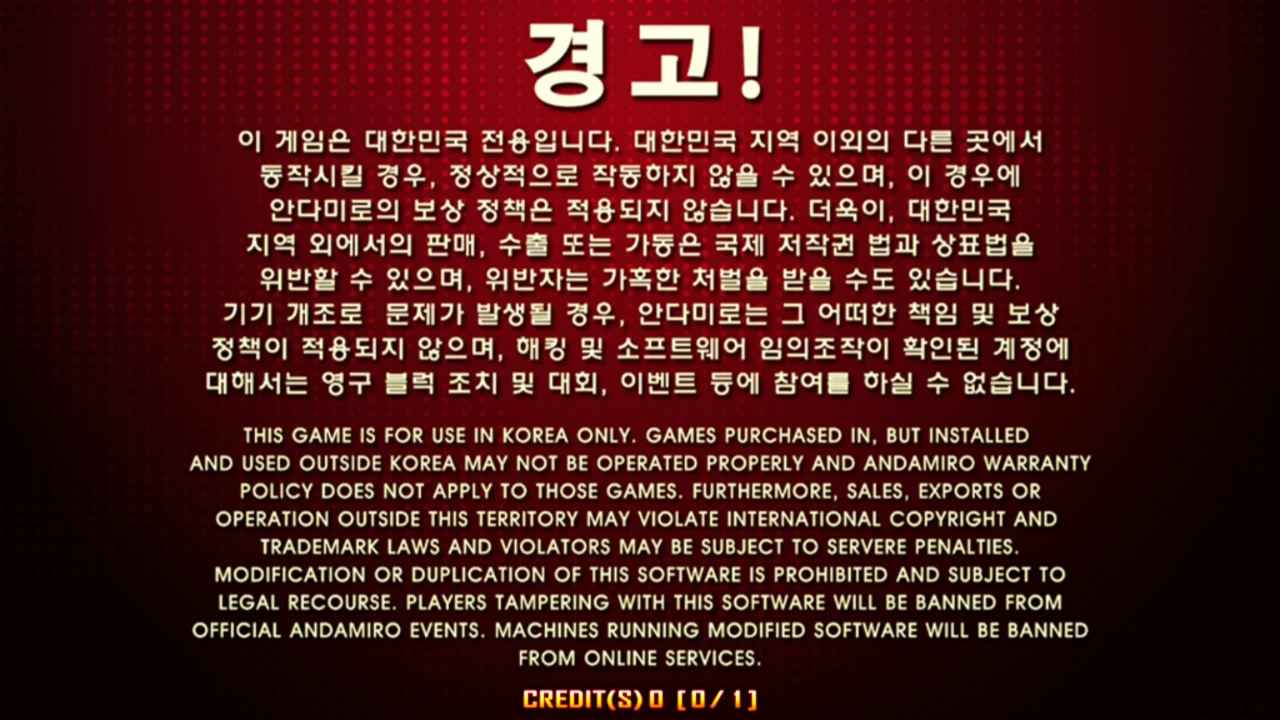 경고!
이 게임은 대한민국 전용입니다. 대한민국 지역 이외의 다른 곳에서
동작시킬 경우, 정상적으로 작동하지 않을 수 있으며, 이 경우에
안다미로의 보상 정책은 적용되지 않습니다. 더욱이, 대한민국
지역 외에서의 판매, 수출 또는 가동은 국제 저작권 법과 상표법을
위반할 수 있으며, 위반자는 가혹한 처벌을 받을 수도 있습니다.
기기 개조로 문제가 발생될 경우, 안다미로는 그 어떠한 책임 및 보상
정책이 적용되지 않으며, 해킹 및 소프트웨어 임의조작이 확인된 계정에
대해서는 영구 블럭 조치 및 대회, 이벤트 등에 참여를 하실 수 없습니다.
THIS GAME IS FOR USE IN KOREA ONLY. GAMES PURCHASED IN, BUT INSTALLED
AND USED OUTSIDE KOREA MAY NOT BE OPERATED PROPERLY AND ANDAMIRO WARRANTY
POLICY DOES NOT APPLY TO THOSE GAMES. FURTHERMORE, SALES, EXPORTS OR
OPERATION OUTSIDE THIS TERRITORY MAY VIOLATE INTERNATIONAL COPYRIGHT AND
TRADEMARK LAWS AND VIOLATORS MAY BE SUBJECT TO SERVERE PENALTIES.
MODIFICATION OR DUPLICATION OF THIS SOFTWARE IS PROHIBITED AND SUBJECT TO
LEGAL RECOURSE. PLAYERS TAMPERING WITH THIS SOFTWARE WILL BE BANNED FROM
OFFICIAL ANDAMIRO EVENTS. MACHINES RUNNING MODIFIED SOFTWARE WILL BE BANNED
FROM ONLINE SERVICES.
CREDIT(S) 0 [0/1]